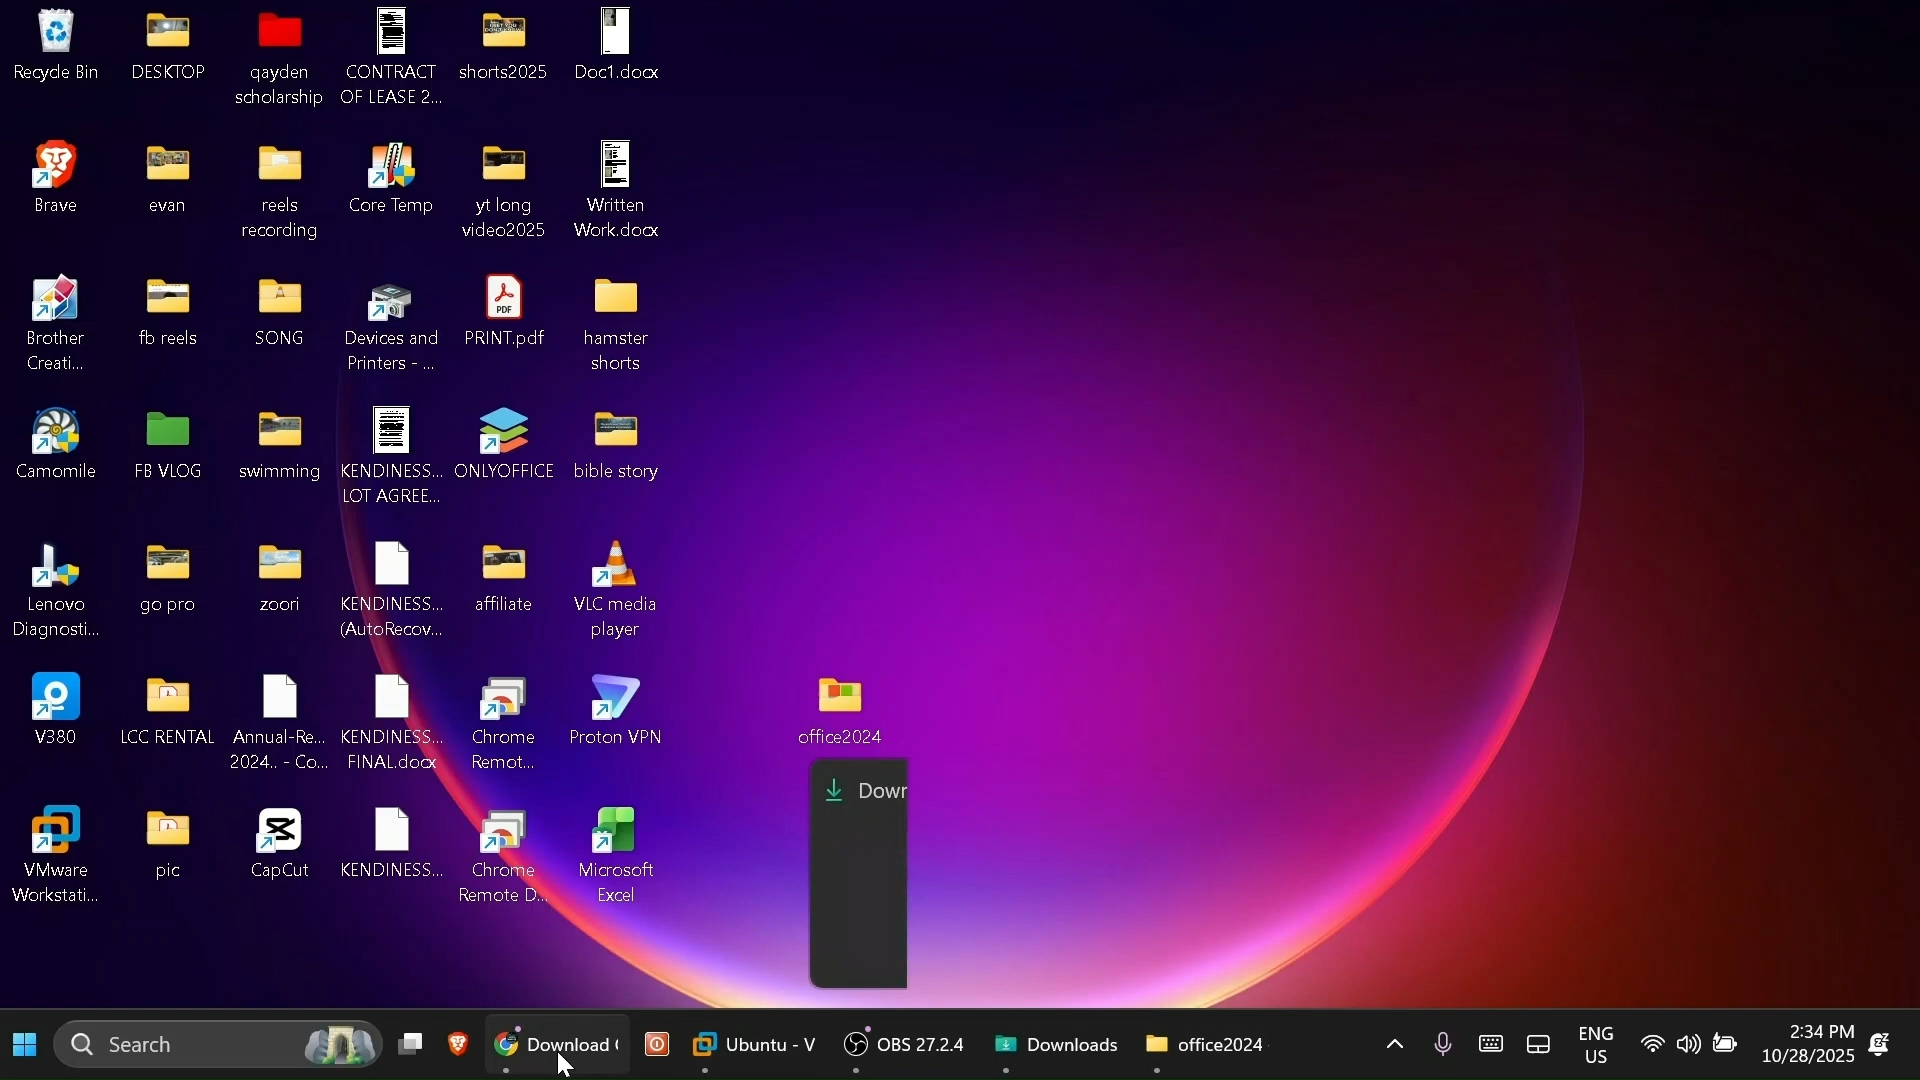 Recycle Bin
DESKTOP
qayden
scholarship
CONTRACT
OF LEASE 2...
shorts2025
Doc1.docx
Brave
evan
reels
recording
Core Temp
yt long
video2025
Written
Work.docx
Brother
Creati...
fb reels
SONG
Devices and
Printers - ...
PDF
PRINT.pdf
hamster
shorts
Camomile
FB VLOG
swimming
KENDINESS...
LOT AGREE...
ONLYOFFICE
bible story
Lenovo
Diagnosti...
go pro
zoori
KENDINESS...
(AutoRecov...
affiliate
VLC media
player
V380
LCC RENTAL
Annual-Re...
2024.. - Co...
KENDINESS...
FINAL.docx
Chrome
Remot...
Proton VPN
office2024
Down
VMware
Workstati...
pic
CapCut
KENDINESS...
Chrome
Remote D...
Microsoft
Excel
Search
Download
Ubuntu - V
OBS 27.2.4
Downloads
office2024
ENG
US
2:34 PM
10/28/2025